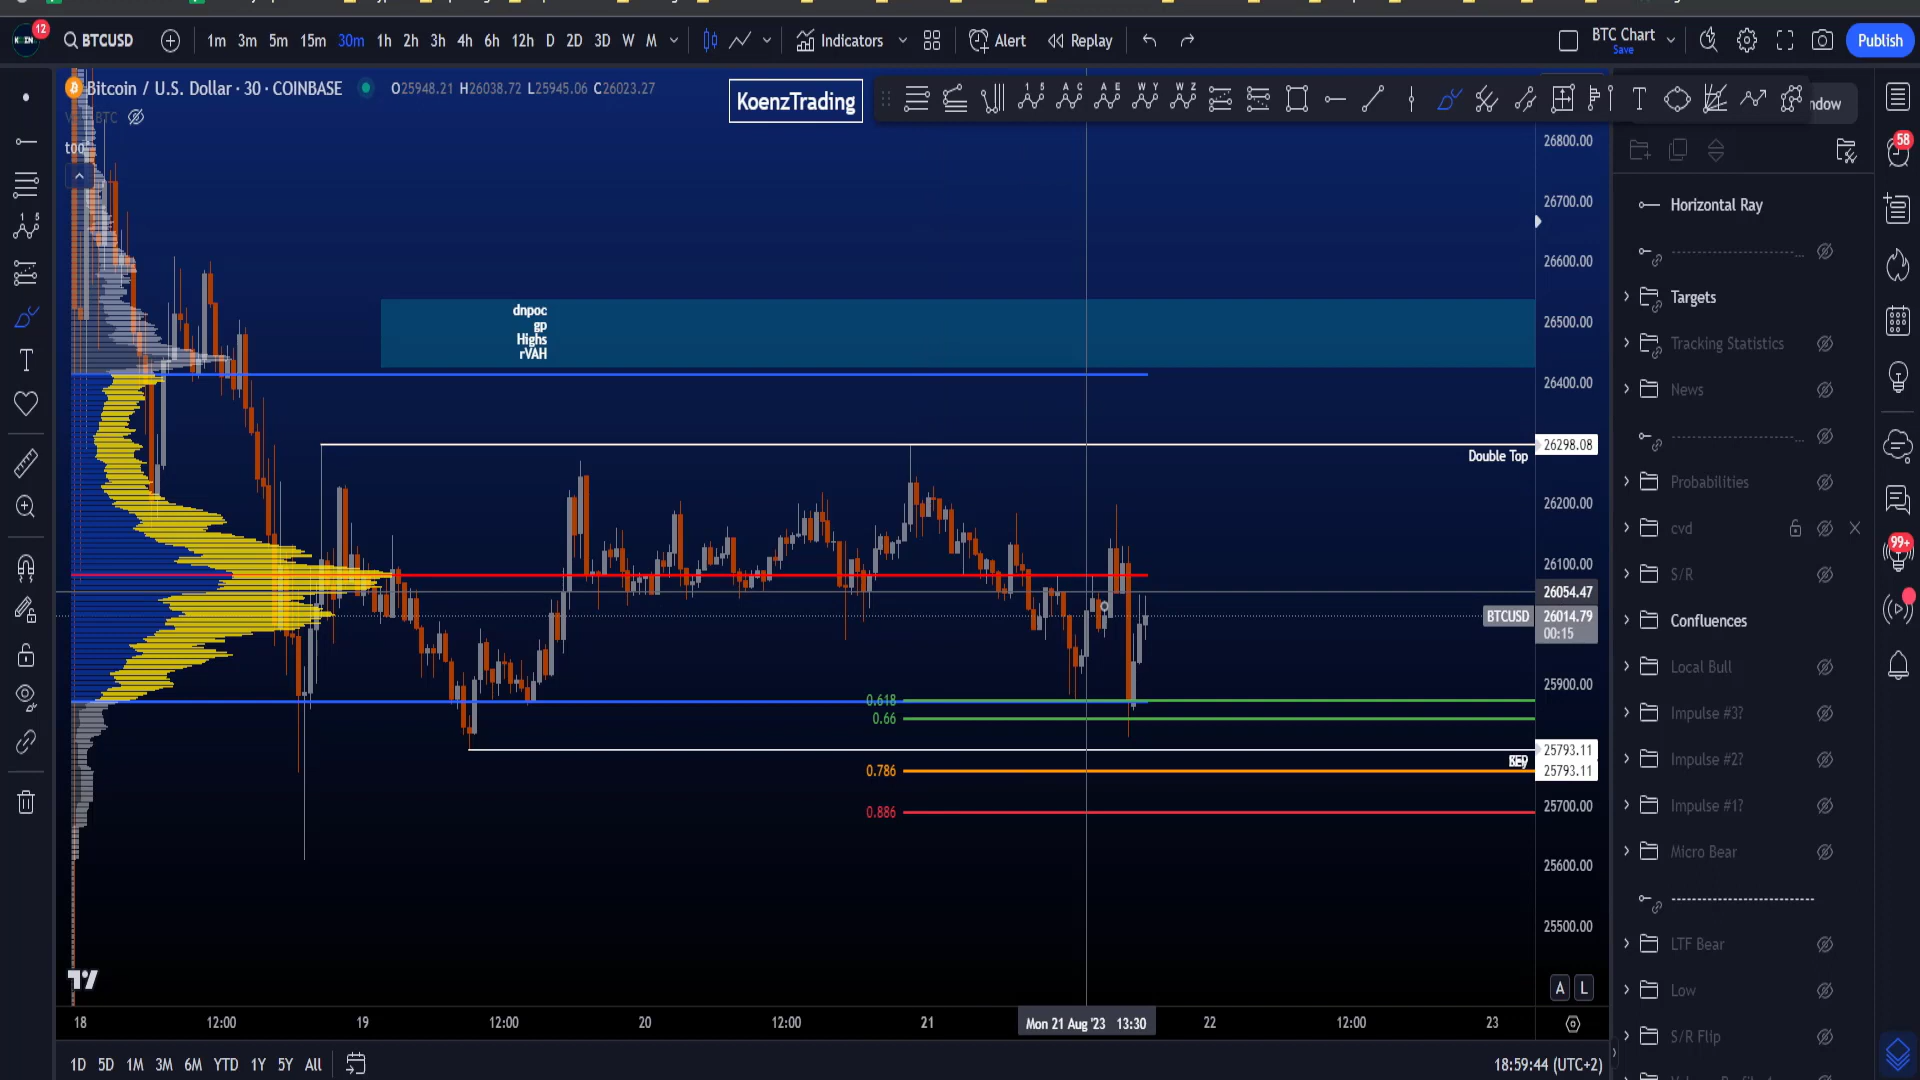 12
BTCUSD
1m 3m 5m 15m 30m 1h 2h 3h 4h 6h 12h D 2D 3D W M
Indicators
Alert
Replay
BTC Chart
Save
Publish
Bitcoin / U.S. Dollar · 30 · COINBASE
O25948.21 H26038.72 L25945.06 C26023.27
KoenzTrading
26800.00
26700.00
26600.00
26500.00
26400.00
26298.08
26200.00
26100.00
26054.47
BTCUSD 26014.79
00:15
25900.00
25793.11
25793.11
25700.00
25600.00
25500.00
dnpoc
gp
Highs
rVAH
Double Top
0.618
0.66
0.786
0.886
A L
18 12:00 19 12:00 20 12:00 21 Mon 21 Aug '23 13:30 22 12:00 23
1D 5D 1M 3M 6M YTD 1Y 5Y All
18:59:44 (UTC+2)
Horizontal Ray
Targets
Tracking Statistics
News
Probabilities
cvd
S/R
Confluences
Local Bull
Impulse #3?
Impulse #2?
Impulse #1?
Micro Bear
LTF Bear
Low
S/R Flip
58
99+